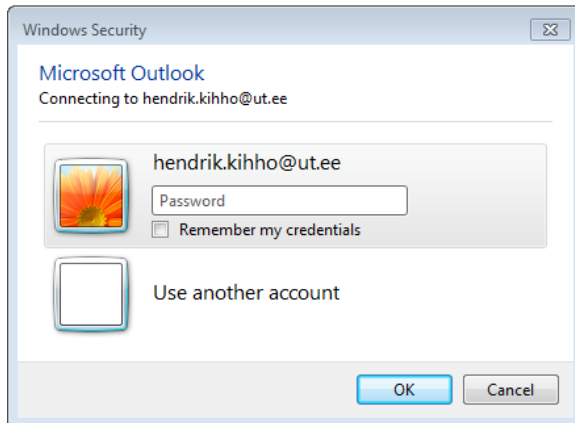 Windows Security
Microsoft Outlook
Connecting to hendrik.kihho@ut.ee
hendrik.kihho@ut.ee
Password
Remember my credentials
Use another account
OK
Cancel